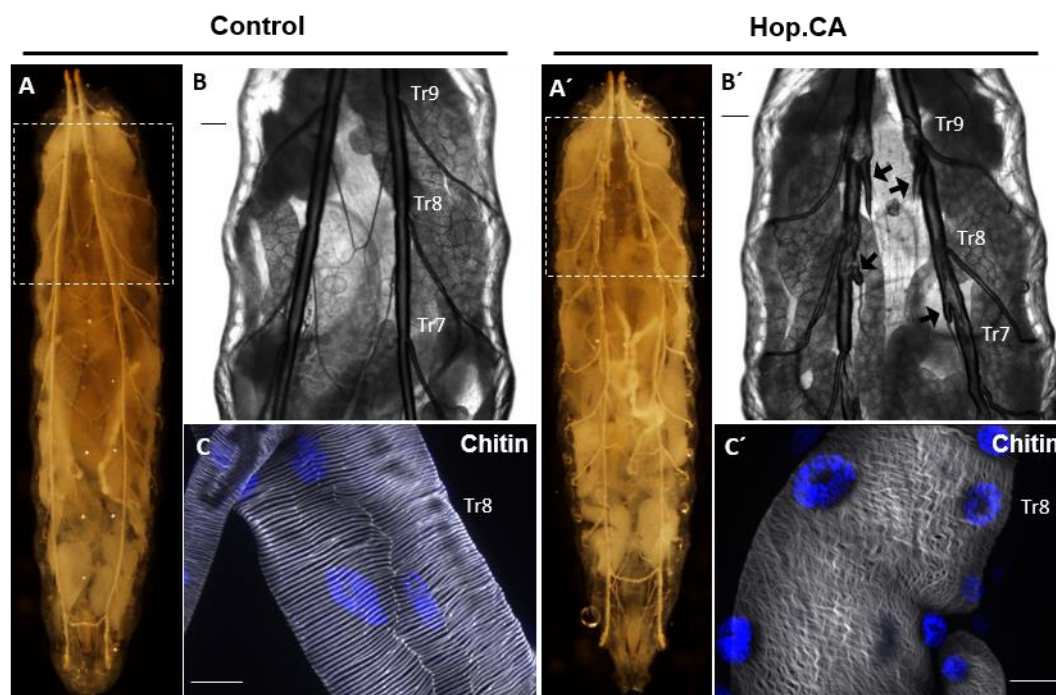 Control
Hop.CA
A
B
Tr9
Tr8
Tr7
C
Chitin
Tr8
A´
B´
Tr9
Tr8
Tr7
C´
Chitin
Tr8